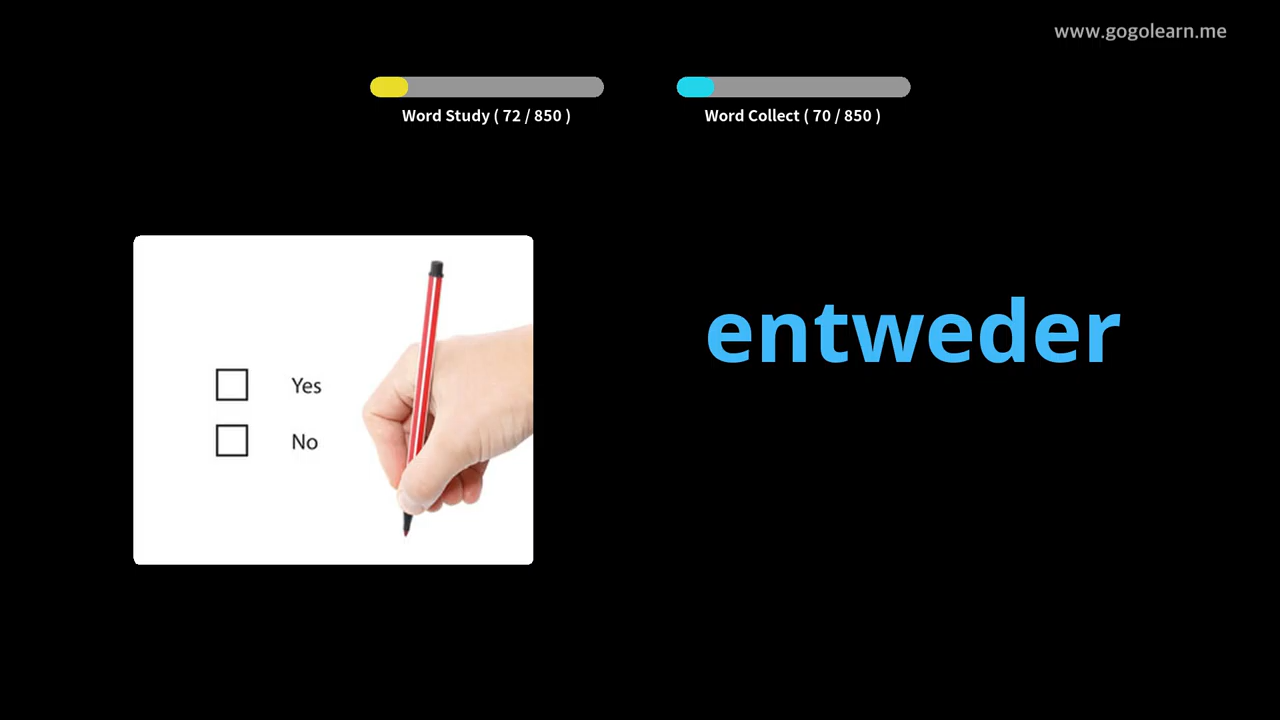 www.gogolearn.me
Word Study ( 72 / 850 )
Word Collect ( 70 / 850 )
entweder
Yes
No